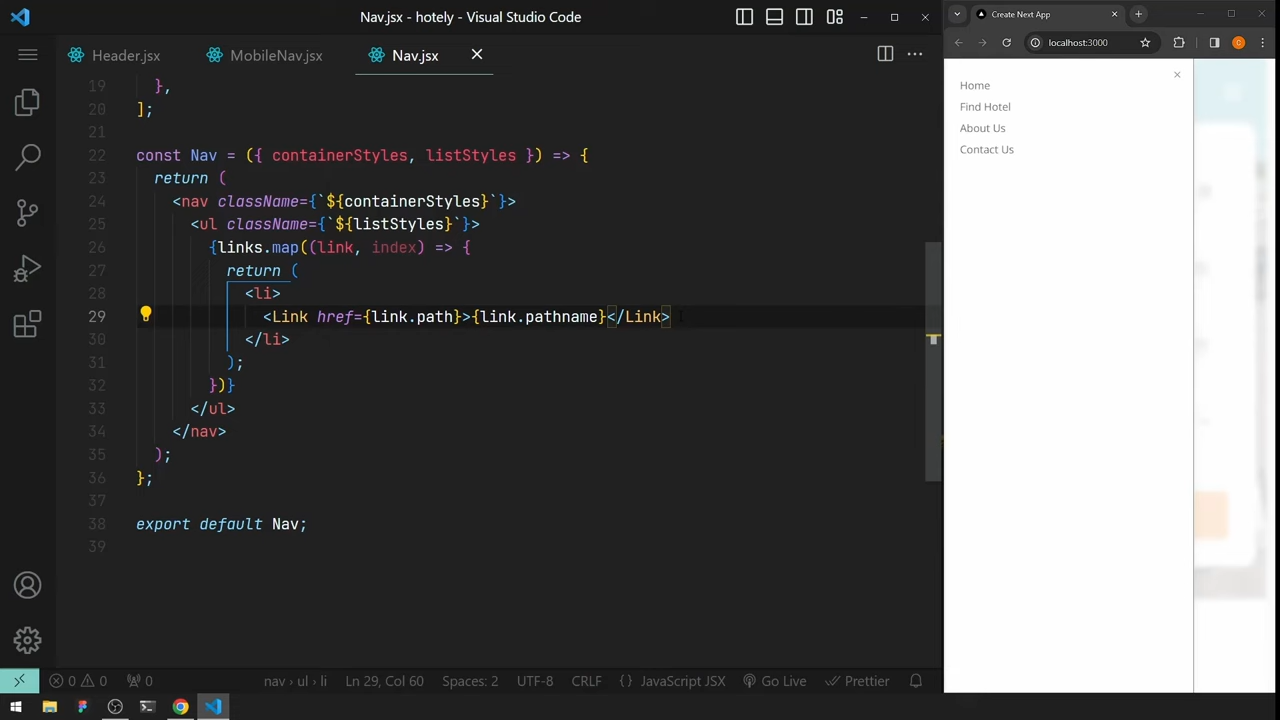 Nav.jsx - hotely - Visual Studio Code
Header.jsx
MobileNav.jsx
Nav.jsx
19 },
20 ];
21
22 const Nav = ({ containerStyles, listStyles }) => {
23 return (
24 <nav className={`${containerStyles}`}>
25 <ul className={`${listStyles}`}>
26 {links.map((link, index) => {
27 return (
28 <li>
29 <Link href={link.path}>{link.pathname}</Link>
30 </li>
31 );
32 })}
33 </ul>
34 </nav>
35 );
36 };
37
38 export default Nav;
39
0 0 0
nav › ul › li
Ln 29, Col 60
Spaces: 2
UTF-8
CRLF
{} JavaScript JSX
Go Live
Prettier
Create Next App
localhost:3000
C
Home
Find Hotel
About Us
Contact Us